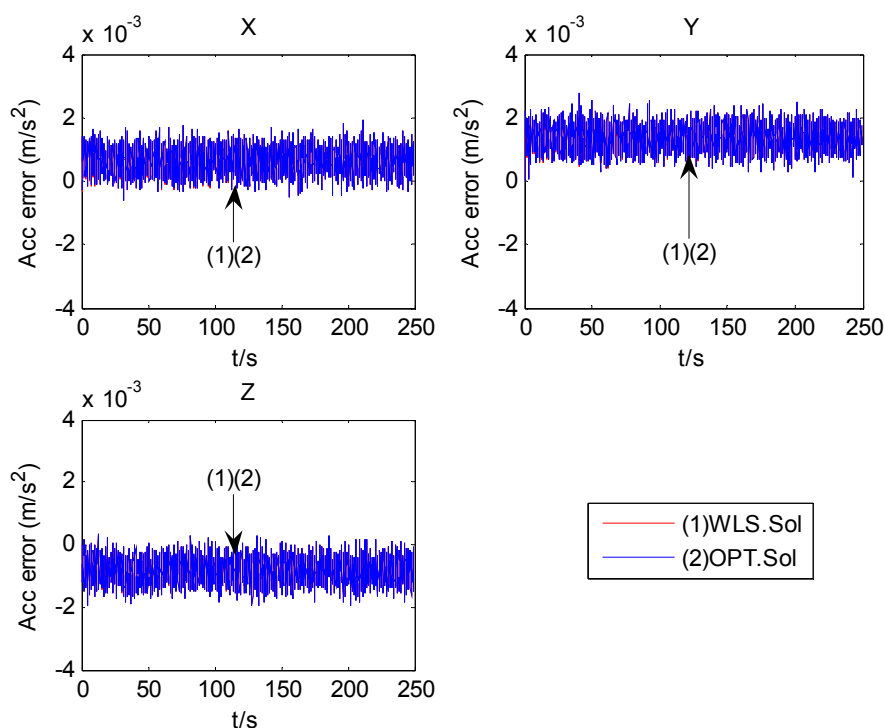 x 10⁻³
X
Acc error (m/s²)
4
2
0
-2
-4
(1)(2)
0 50 100 150 200 250
t/s
x 10⁻³
Y
Acc error (m/s²)
4
2
0
-2
-4
(1)(2)
0 50 100 150 200 250
t/s
x 10⁻³
Z
Acc error (m/s²)
4
2
0
-2
-4
(1)(2)
0 50 100 150 200 250
t/s
(1)WLS.Sol
(2)OPT.Sol